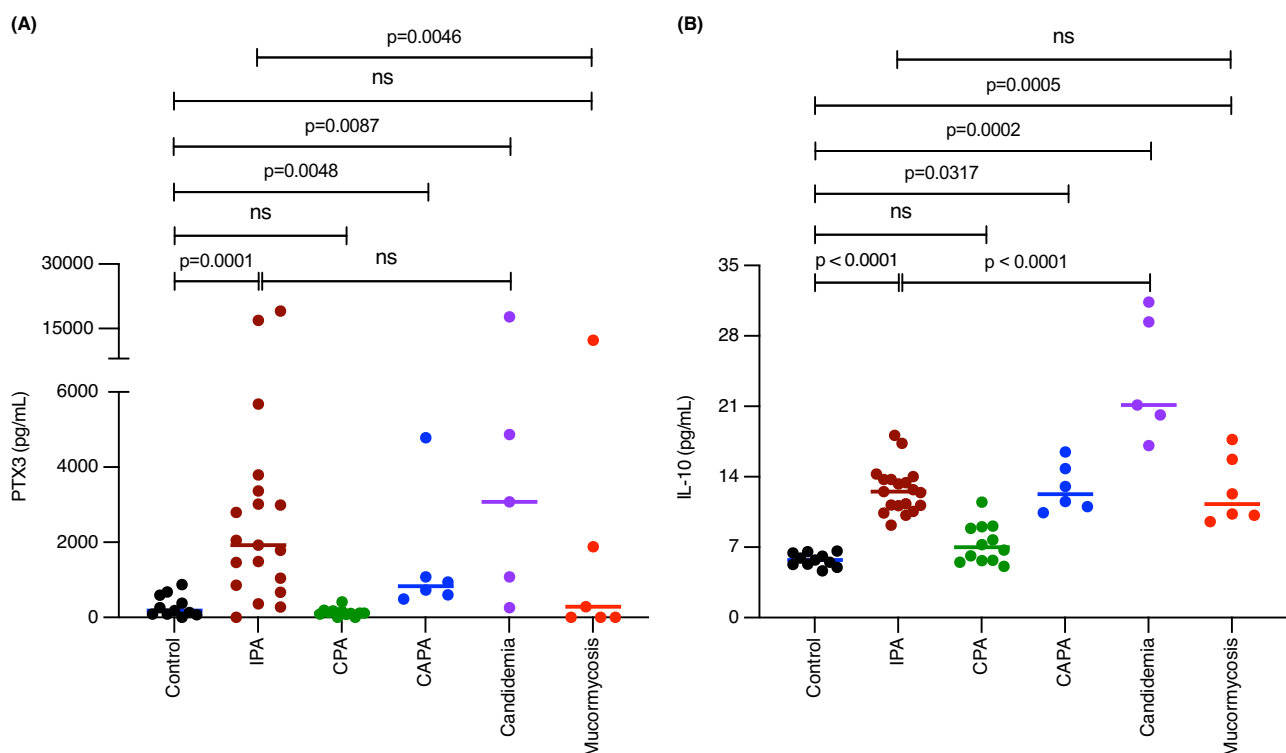 (A)
p=0.0046
ns
p=0.0087
p=0.0048
ns
p=0.0001
ns
30000
15000
6000
4000
2000
0
PTX3 (pg/mL)
Control
IPA
CPA
CAPA
Candidemia
Mucormycosis
(B)
ns
p=0.0005
p=0.0002
p=0.0317
ns
p < 0.0001
p < 0.0001
35
28
21
14
7
0
IL-10 (pg/mL)
Control
IPA
CPA
CAPA
Candidemia
Mucormycosis